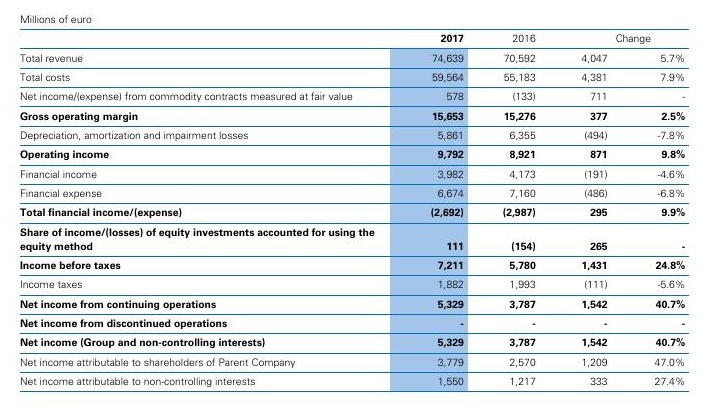 Millions of euro
2017 2016 Change
Total revenue 74,639 70,592 4,047 5.7%
Total costs 59,564 55,183 4,381 7.9%
Net income/(expense) from commodity contracts measured at fair value 578 (133) 711 -
Gross operating margin 15,653 15,276 377 2.5%
Depreciation, amortization and impairment losses 5,861 6,355 (494) -7.8%
Operating income 9,792 8,921 871 9.8%
Financial income 3,982 4,173 (191) -4.6%
Financial expense 6,674 7,160 (486) -6.8%
Total financial income/(expense) (2,692) (2,987) 295 9.9%
Share of income/(losses) of equity investments accounted for using the
equity method 111 (154) 265 -
Income before taxes 7,211 5,780 1,431 24.8%
Income taxes 1,882 1,993 (111) -5.6%
Net income from continuing operations 5,329 3,787 1,542 40.7%
Net income from discontinued operations - - - -
Net income (Group and non-controlling interests) 5,329 3,787 1,542 40.7%
Net income attributable to shareholders of Parent Company 3,779 2,570 1,209 47.0%
Net income attributable to non-controlling interests 1,550 1,217 333 27.4%